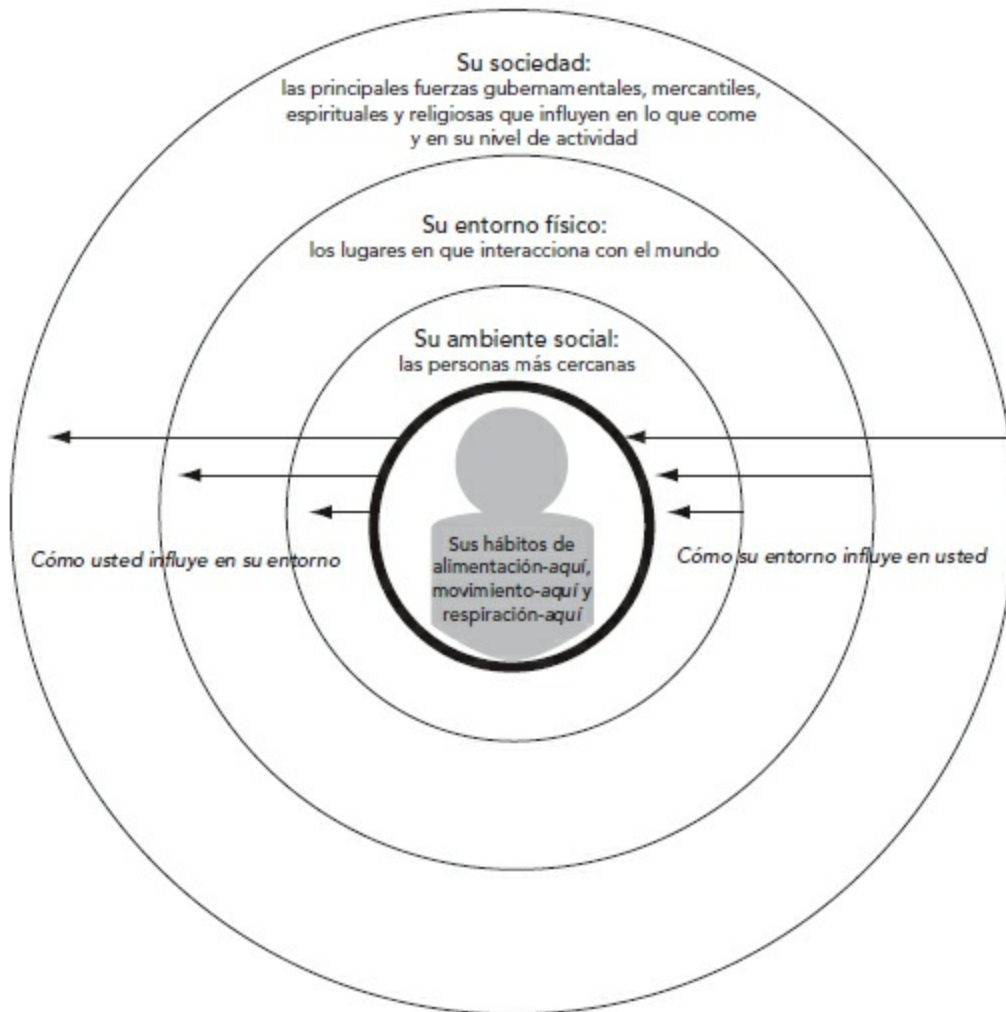 Su sociedad:
las principales fuerzas gubernamentales, mercantiles,
espirituales y religiosas que influyen en lo que come
y en su nivel de actividad
Su entorno físico:
los lugares en que interacciona con el mundo
Su ambiente social:
las personas más cercanas
Cómo usted influye en su entorno
Sus hábitos de
alimentación-aquí,
movimiento-aquí y
respiración-aquí
Cómo su entorno influye en usted